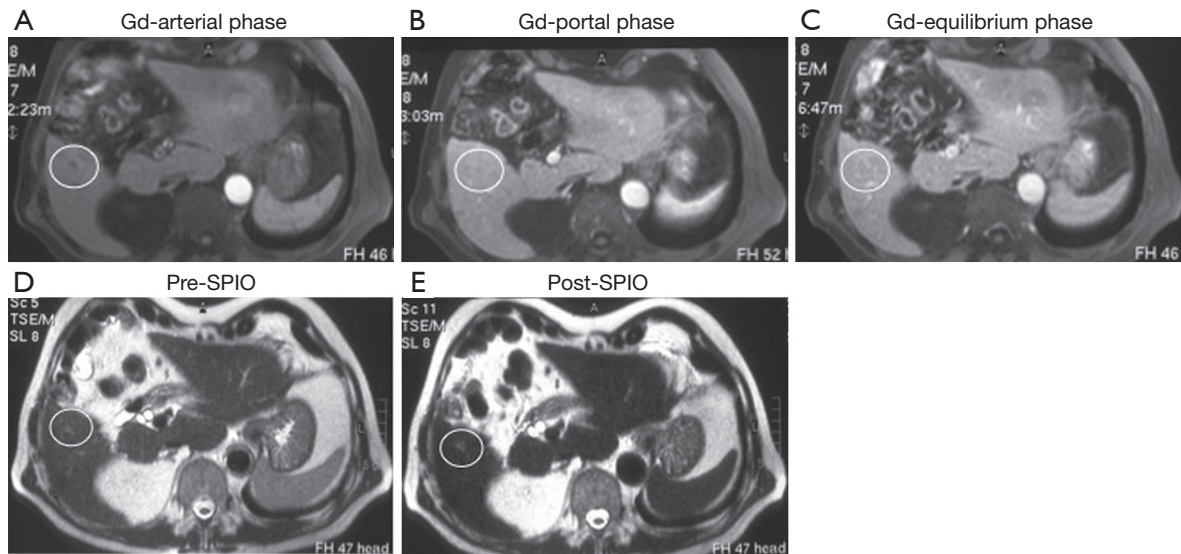 A Gd-arterial phase
B Gd-portal phase
C Gd-equilibrium phase
8
E/M
7
2:23m
A
FH 46
8
E/M
8
3:03m
A
L
FH 52
8
E/M
7
6:47m
A
FH 46
D Pre-SPIO
E Post-SPIO
Sc 5
TSE/M
SL 8
A
L
FH 47 head
Sc 11
TSE/M
SL 8
A
L
FH 47 head